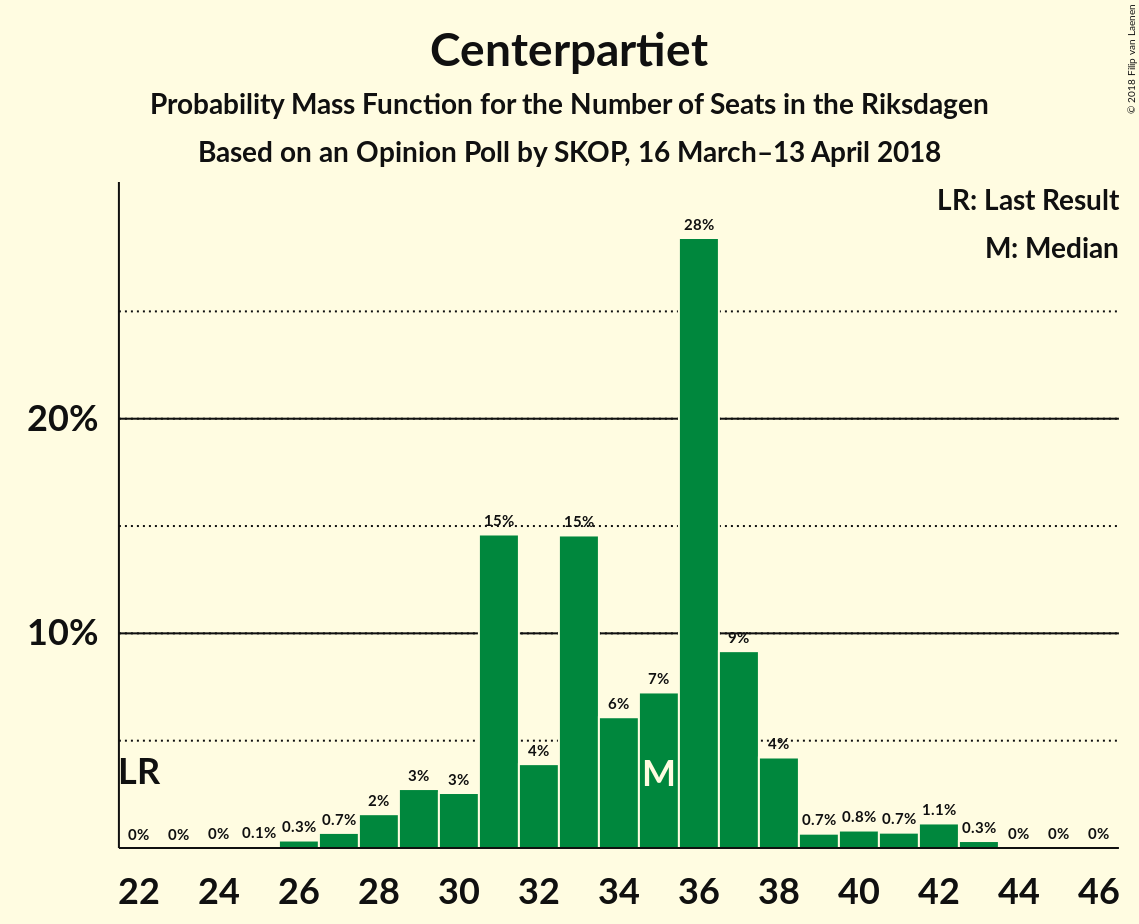 Centerpartiet
Probability Mass Function for the Number of Seats in the Riksdagen
Based on an Opinion Poll by SKOP, 16 March–13 April 2018
© 2018 Filip van Laenen
LR: Last Result
M: Median
28%
20%
15% 15%
10%
9%
7%
6%
4% 4%
LR M
3% 3%
2%
0% 0% 0% 0.1% 0.3% 0.7% 0.7% 0.8% 0.7% 1.1% 0.3% 0% 0% 0%
22 24 26 28 30 32 34 36 38 40 42 44 46